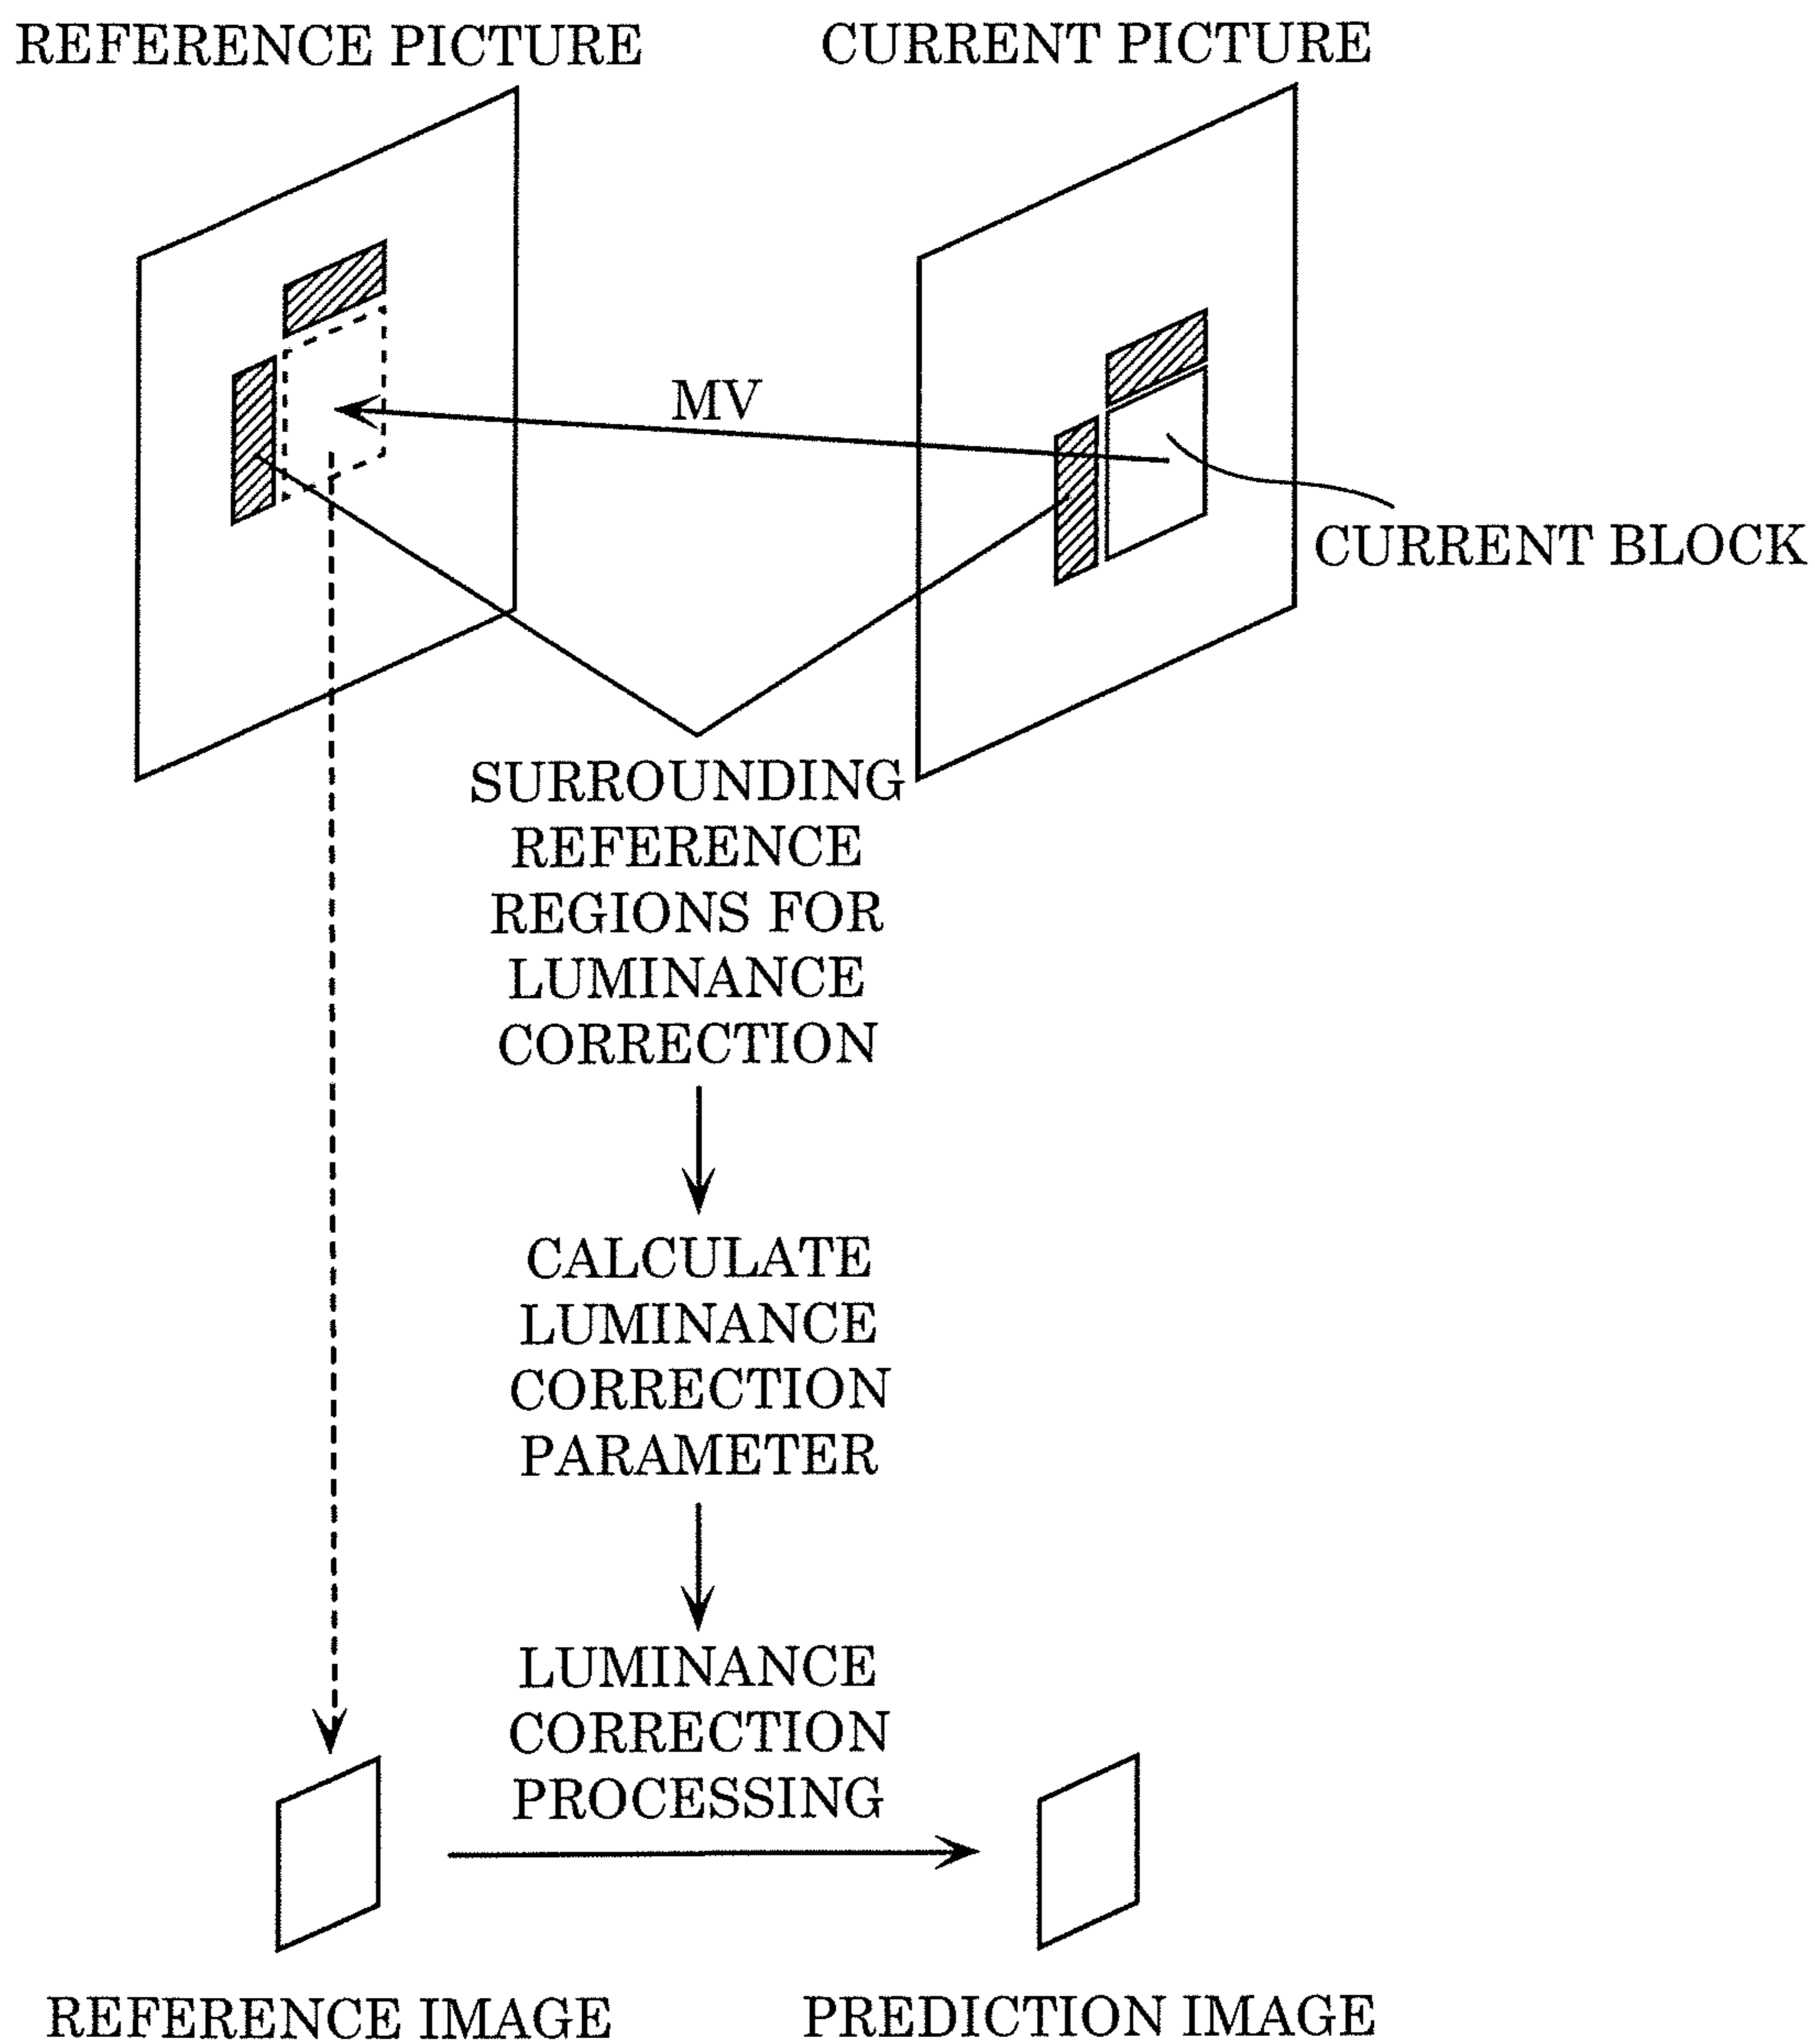 REFERENCE PICTURE
CURRENT PICTURE
MV
CURRENT BLOCK
SURROUNDING
REFERENCE
REGIONS FOR
LUMINANCE
CORRECTION
CALCULATE
LUMINANCE
CORRECTION
PARAMETER
LUMINANCE
CORRECTION
PROCESSING
REFERENCE IMAGE
PREDICTION IMAGE